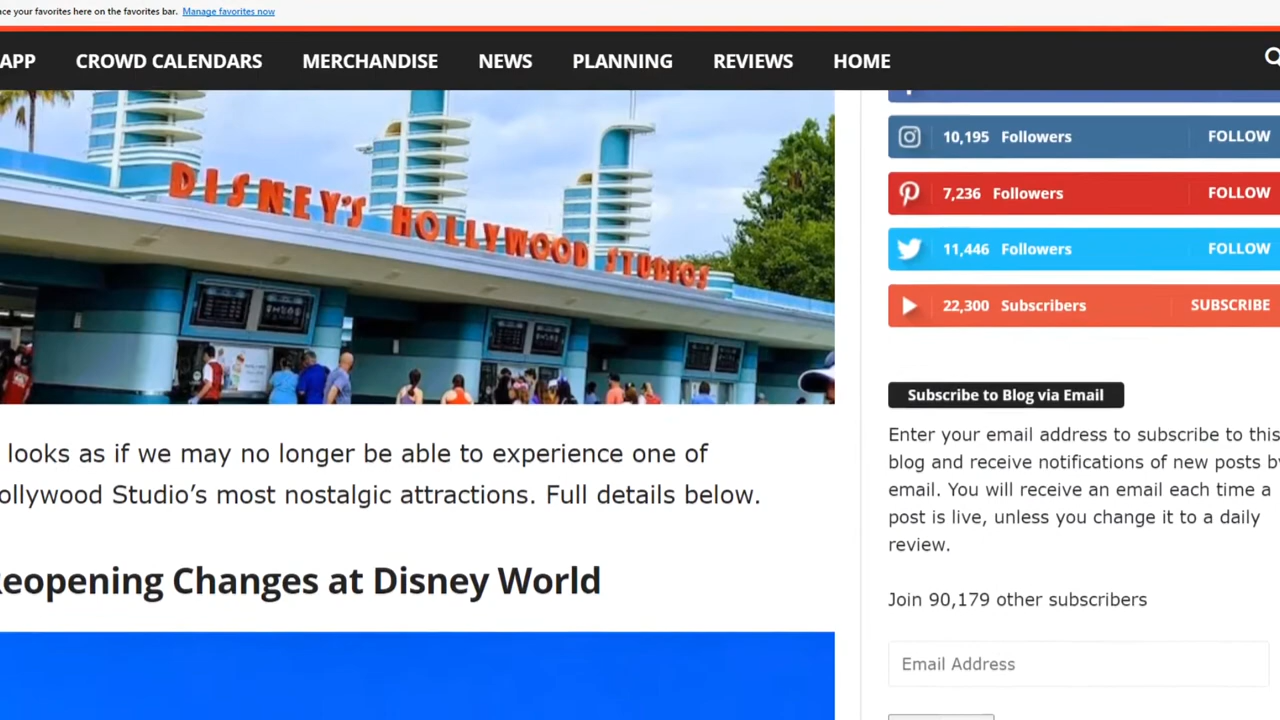 ce your favorites here on the favorites bar. Manage favorites now
APP CROWD CALENDARS MERCHANDISE NEWS PLANNING REVIEWS HOME
DISNEY'S HOLLYWOOD STUDIOS
looks as if we may no longer be able to experience one of
ollywood Studio's most nostalgic attractions. Full details below.
eopening Changes at Disney World
10,195 Followers FOLLOW
7,236 Followers FOLLOW
11,446 Followers FOLLOW
22,300 Subscribers SUBSCRIBE
Subscribe to Blog via Email
Enter your email address to subscribe to this
blog and receive notifications of new posts by
email. You will receive an email each time a
post is live, unless you change it to a daily
review.
Join 90,179 other subscribers
Email Address